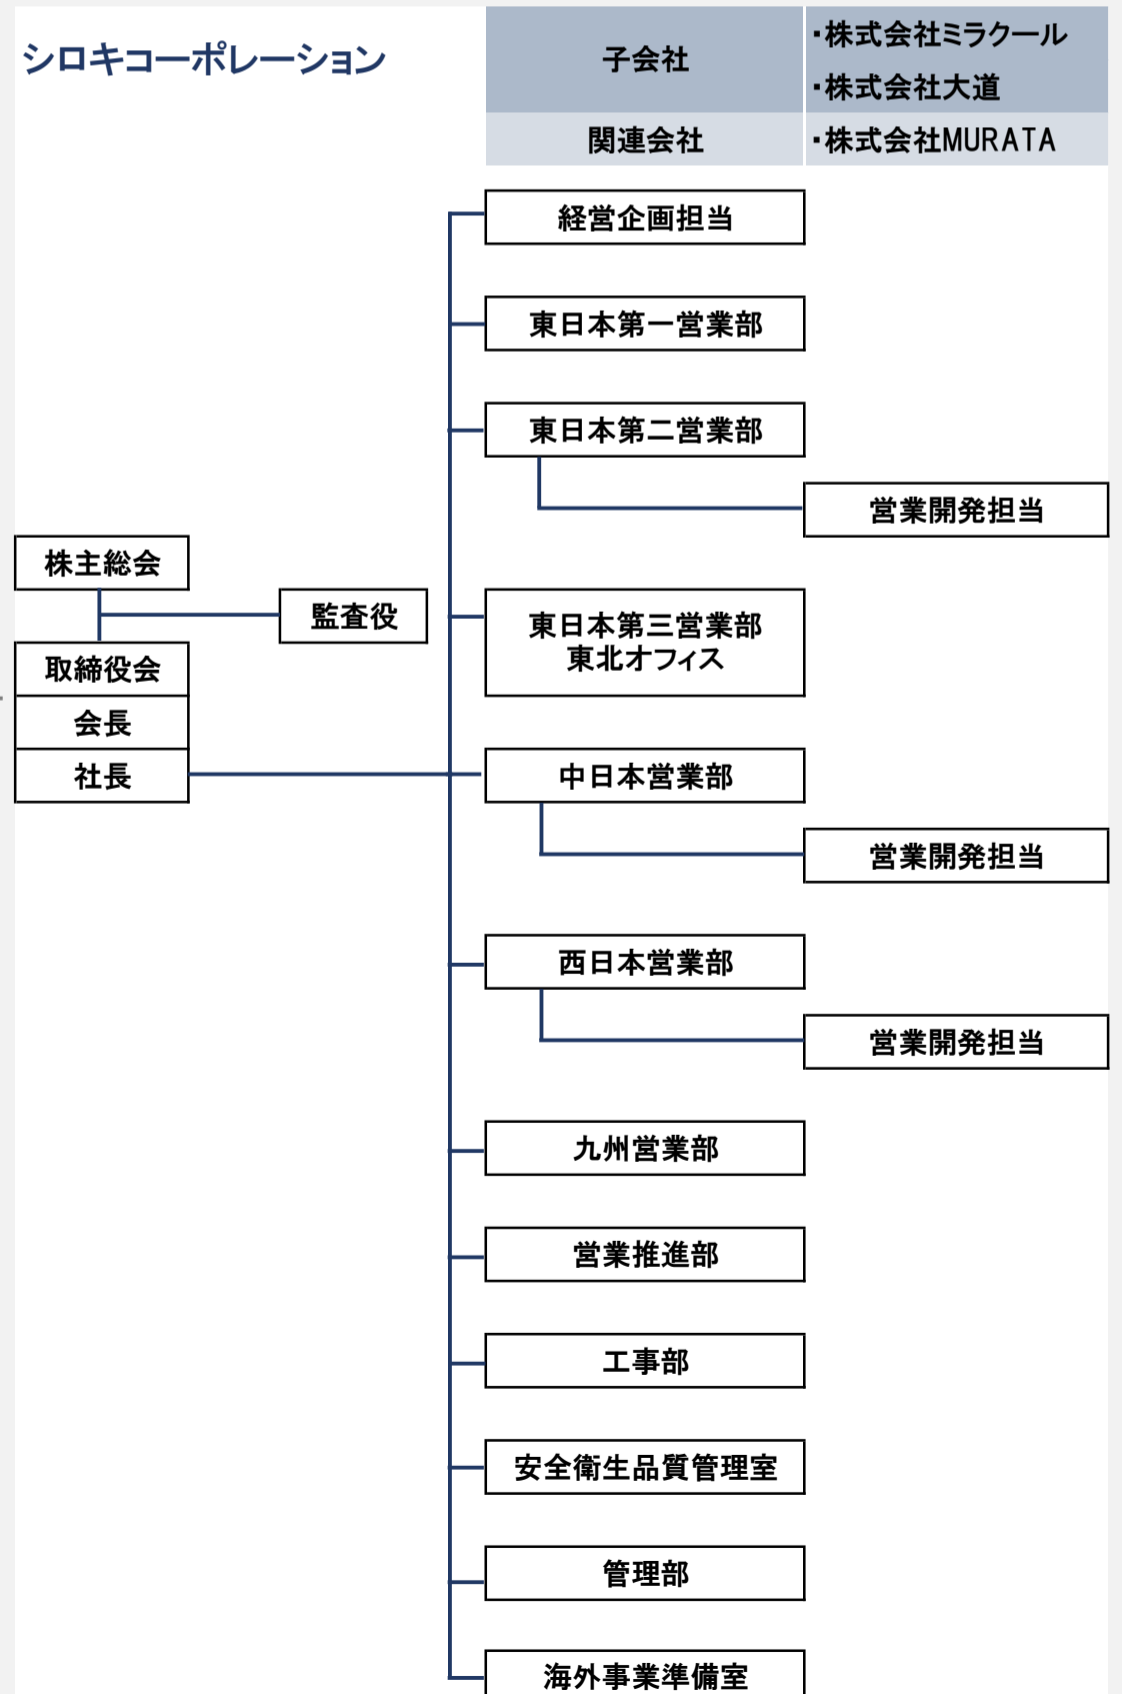 シロキコーポレーション
子会社
・株式会社ミラクール
・株式会社大道
関連会社
・株式会社MURATA
経営企画担当
東日本第一営業部
東日本第二営業部
営業開発担当
株主総会
監査役
東日本第三営業部
東北オフィス
取締役会
会長
社長
中日本営業部
営業開発担当
西日本営業部
営業開発担当
九州営業部
営業推進部
工事部
安全衛生品質管理室
管理部
海外事業準備室